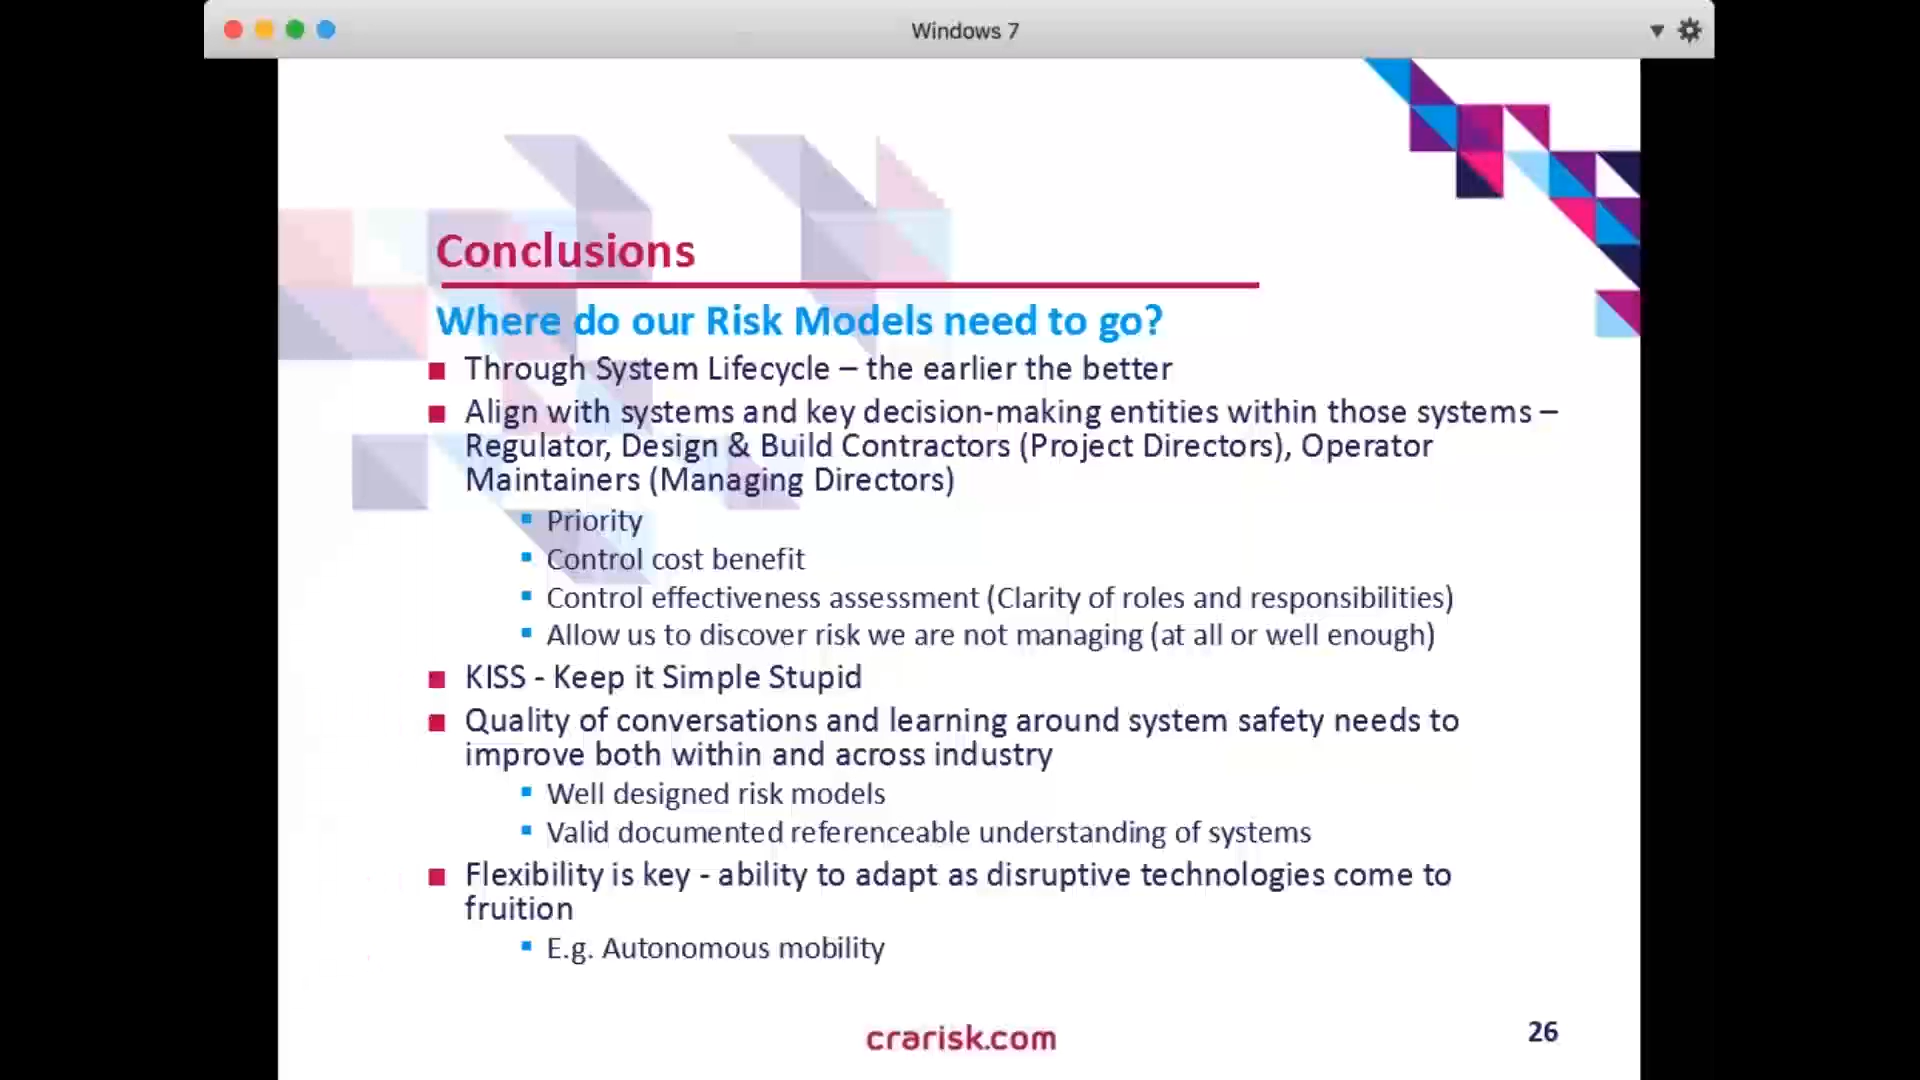 Windows 7
Conclusions
Where do our Risk Models need to go?
Through System Lifecycle – the earlier the better
Align with systems and key decision-making entities within those systems –
Regulator, Design & Build Contractors (Project Directors), Operator
Maintainers (Managing Directors)
Priority
Control cost benefit
Control effectiveness assessment (Clarity of roles and responsibilities)
Allow us to discover risk we are not managing (at all or well enough)
KISS - Keep it Simple Stupid
Quality of conversations and learning around system safety needs to
improve both within and across industry
Well designed risk models
Valid documented referenceable understanding of systems
Flexibility is key - ability to adapt as disruptive technologies come to
fruition
E.g. Autonomous mobility
crarisk.com
26